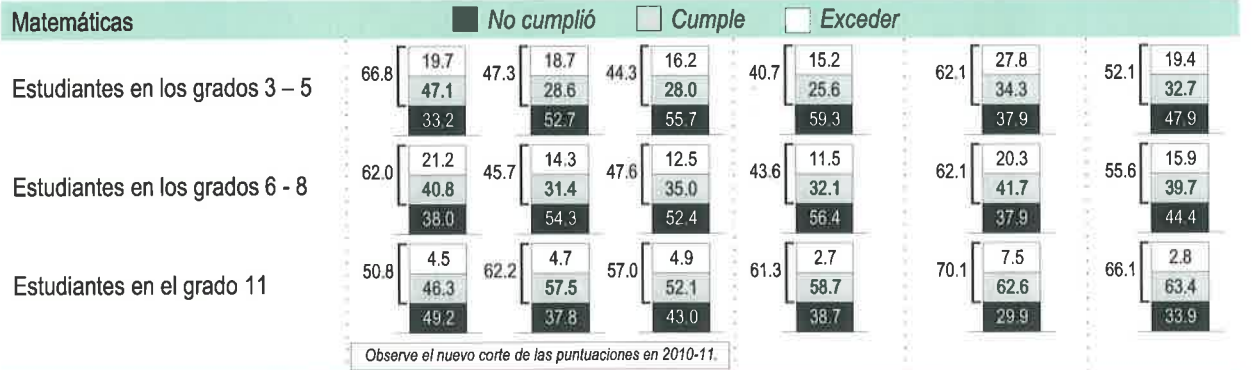 Matemáticas No cumplió Cumple Exceder
19.7 18.7 16.2 15.2 27.8 19.4
66.8 47.3 44.3 40.7 62.1 52.1
Estudiantes en los grados 3 – 5 47.1 28.6 28.0 25.6 34.3 32.7
33.2 52.7 55.7 59.3 37.9 47.9
21.2 14.3 12.5 11.5 20.3 15.9
62.0 45.7 47.6 43.6 62.1 55.6
Estudiantes en los grados 6 - 8 40.8 31.4 35.0 32.1 41.7 39.7
38.0 54.3 52.4 56.4 37.9 44.4
4.5 4.7 4.9 2.7 7.5 2.8
50.8 62.2 57.0 61.3 70.1 66.1
Estudiantes en el grado 11 46.3 57.5 52.1 58.7 62.6 63.4
49.2 37.8 43.0 38.7 29.9 33.9
Observe el nuevo corte de las puntuaciones en 2010-11.